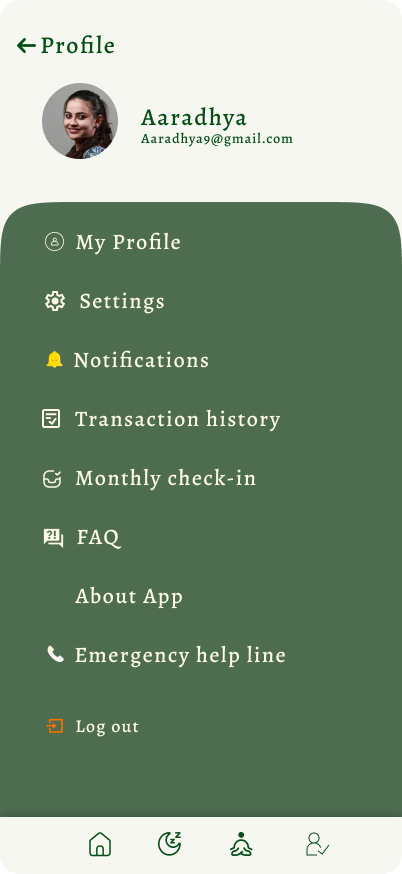 Profile
Aaradhya
Aaradhya9@gmail.com
My Profile
Settings
Notifications
Transaction history
Monthly check-in
FAQ
About App
Emergency help line
Log out